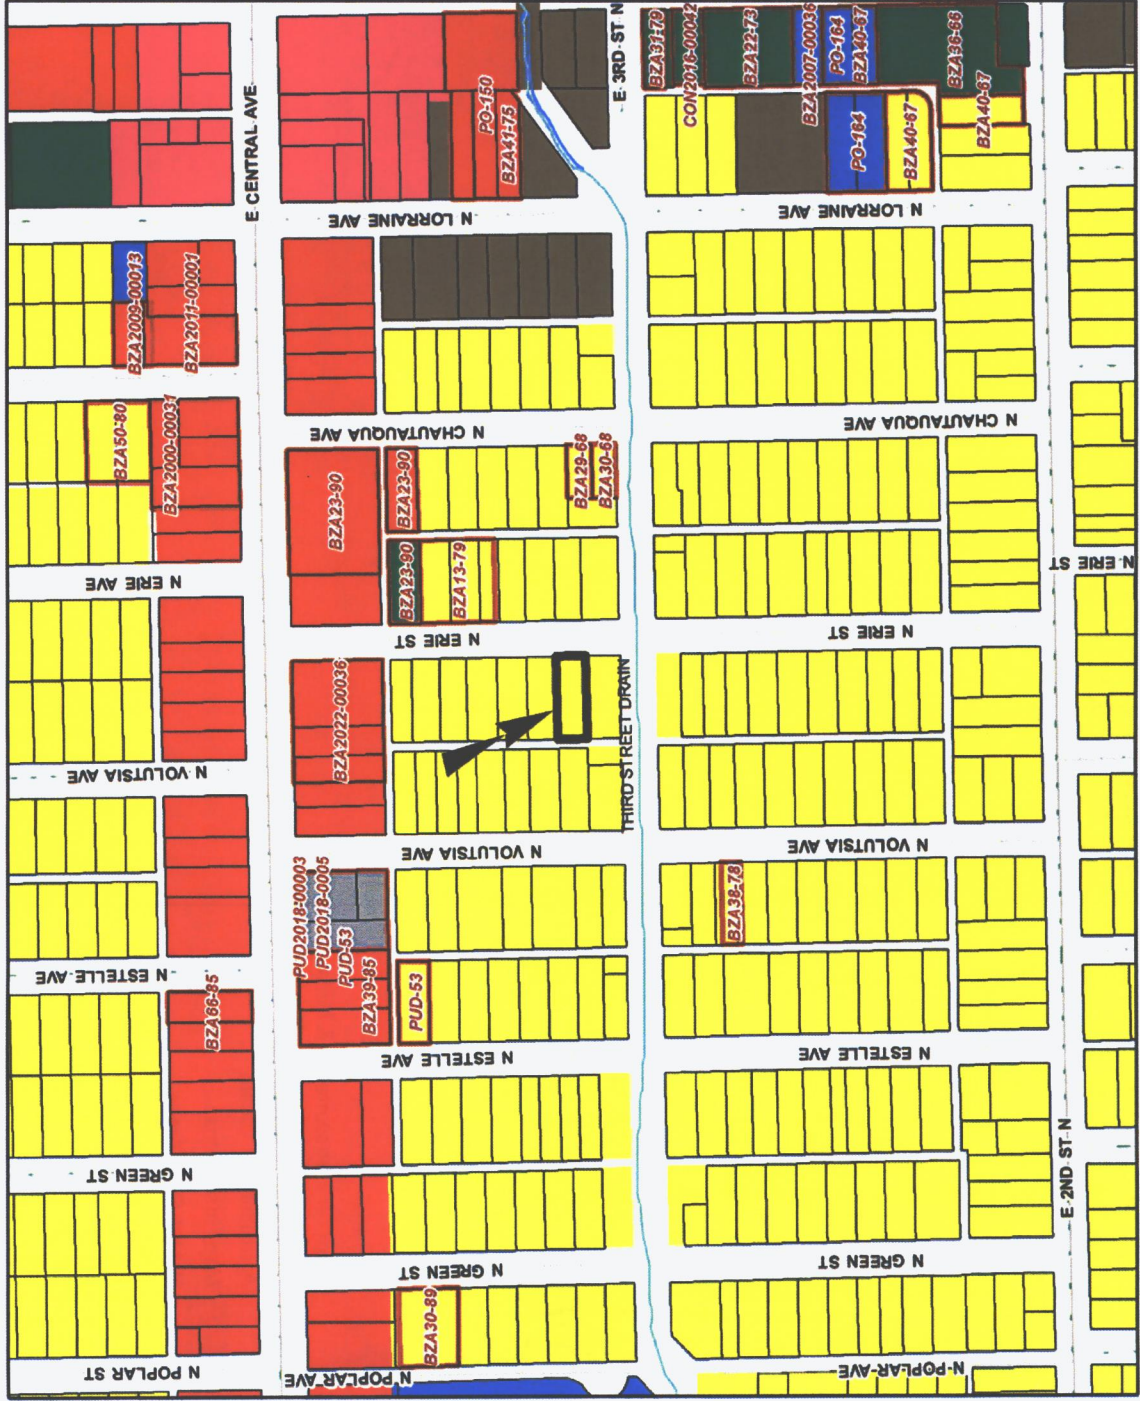 E CENTRAL AVE
E 3RD ST N
BZA31-79
CON2016-00042
BZA22-73
BZA2007-00036
PO-164
BZA40-67
BZA36-66
PO-150
BZA41-75
PO-164
BZA40-67
BZA40-67
N LORRAINE AVE
N LORRAINE AVE
BZA2009-00013
BZA2011-00001
BZA50-80
BZA2000-00031
N CHAUTAUQUA AVE
N CHAUTAUQUA AVE
BZA23-90
BZA23-90
BZA29-68
BZA30-68
BZA23-90
BZA13-79
N ERIE AVE
N ERIE ST
N ERIE ST
N ERIE ST
BZA2022-00036
THIRD STREET DRAIN
N VOLUTSIA AVE
N VOLUTSIA AVE
N VOLUTSIA AVE
PUD2018-00003
PUD2018-0005
PUD-53
BZA39-85
PUD-53
BZA38-78
N ESTELLE AVE
BZA66-85
N ESTELLE AVE
N ESTELLE AVE
N GREEN ST
N GREEN ST
N GREEN ST
E 2ND ST N
BZA30-89
N POPLAR ST
N POPLAR AVE
N POPLAR AVE